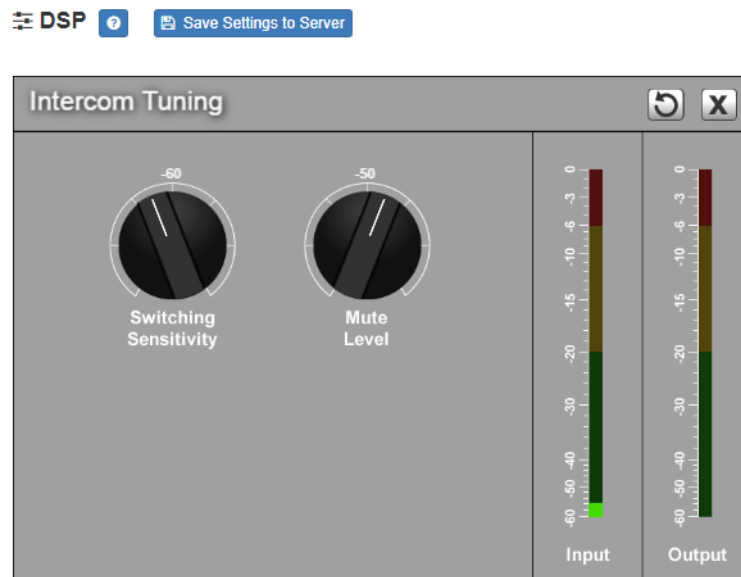 DSP ? Save Settings to Server
Intercom Tuning X
-60 -50
Switching
Sensitivity
Mute
Level
0
-3
-6
-10
-15
-20
-30
-40
-50
-60
Input
0
-3
-6
-10
-15
-20
-30
-40
-50
-60
Output